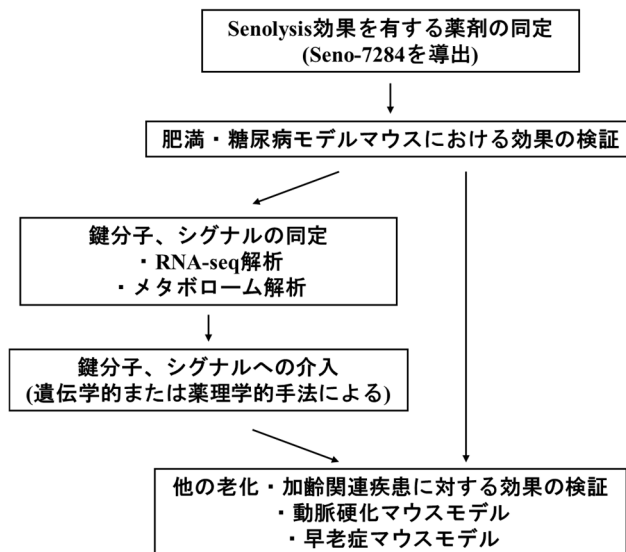 Senolysis効果を有する薬剤の同定
(Seno-7284を導出)
肥満・糖尿病モデルマウスにおける効果の検証
鍵分子、シグナルの同定
・RNA-seq解析
・メタボローム解析
鍵分子、シグナルへの介入
(遺伝学的または薬理学的手法による)
他の老化・加齢関連疾患に対する効果の検証
・動脈硬化マウスモデル
・早老症マウスモデル